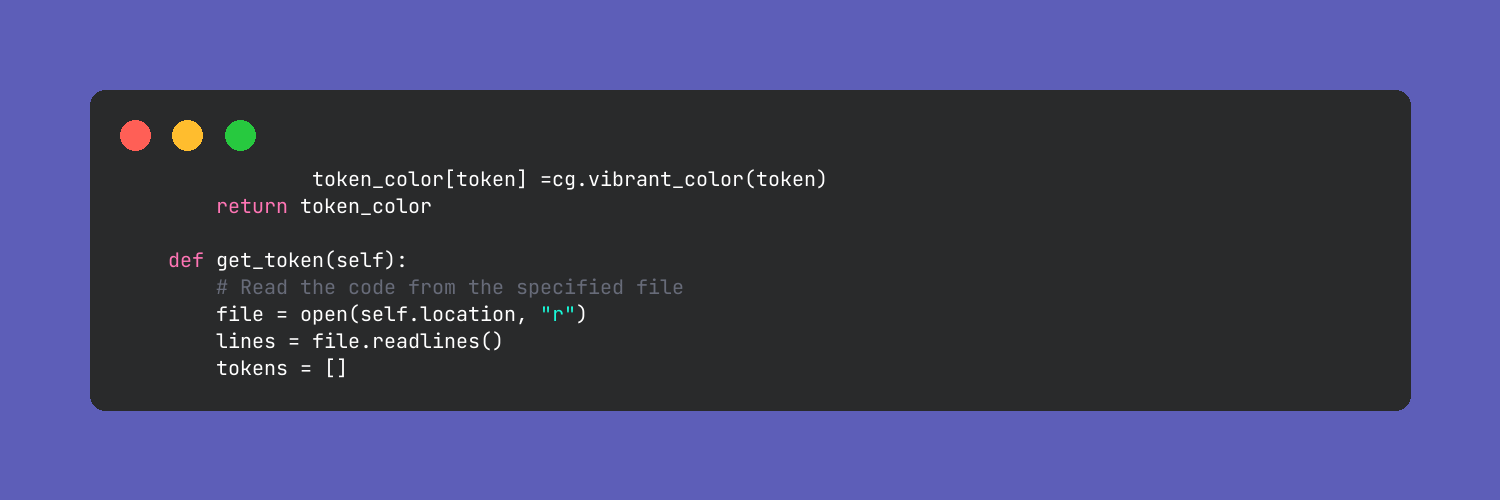 token_color[token] =cg.vibrant_color(token)
        return token_color

    def get_token(self):
        # Read the code from the specified file
        file = open(self.location, "r")
        lines = file.readlines()
        tokens = []